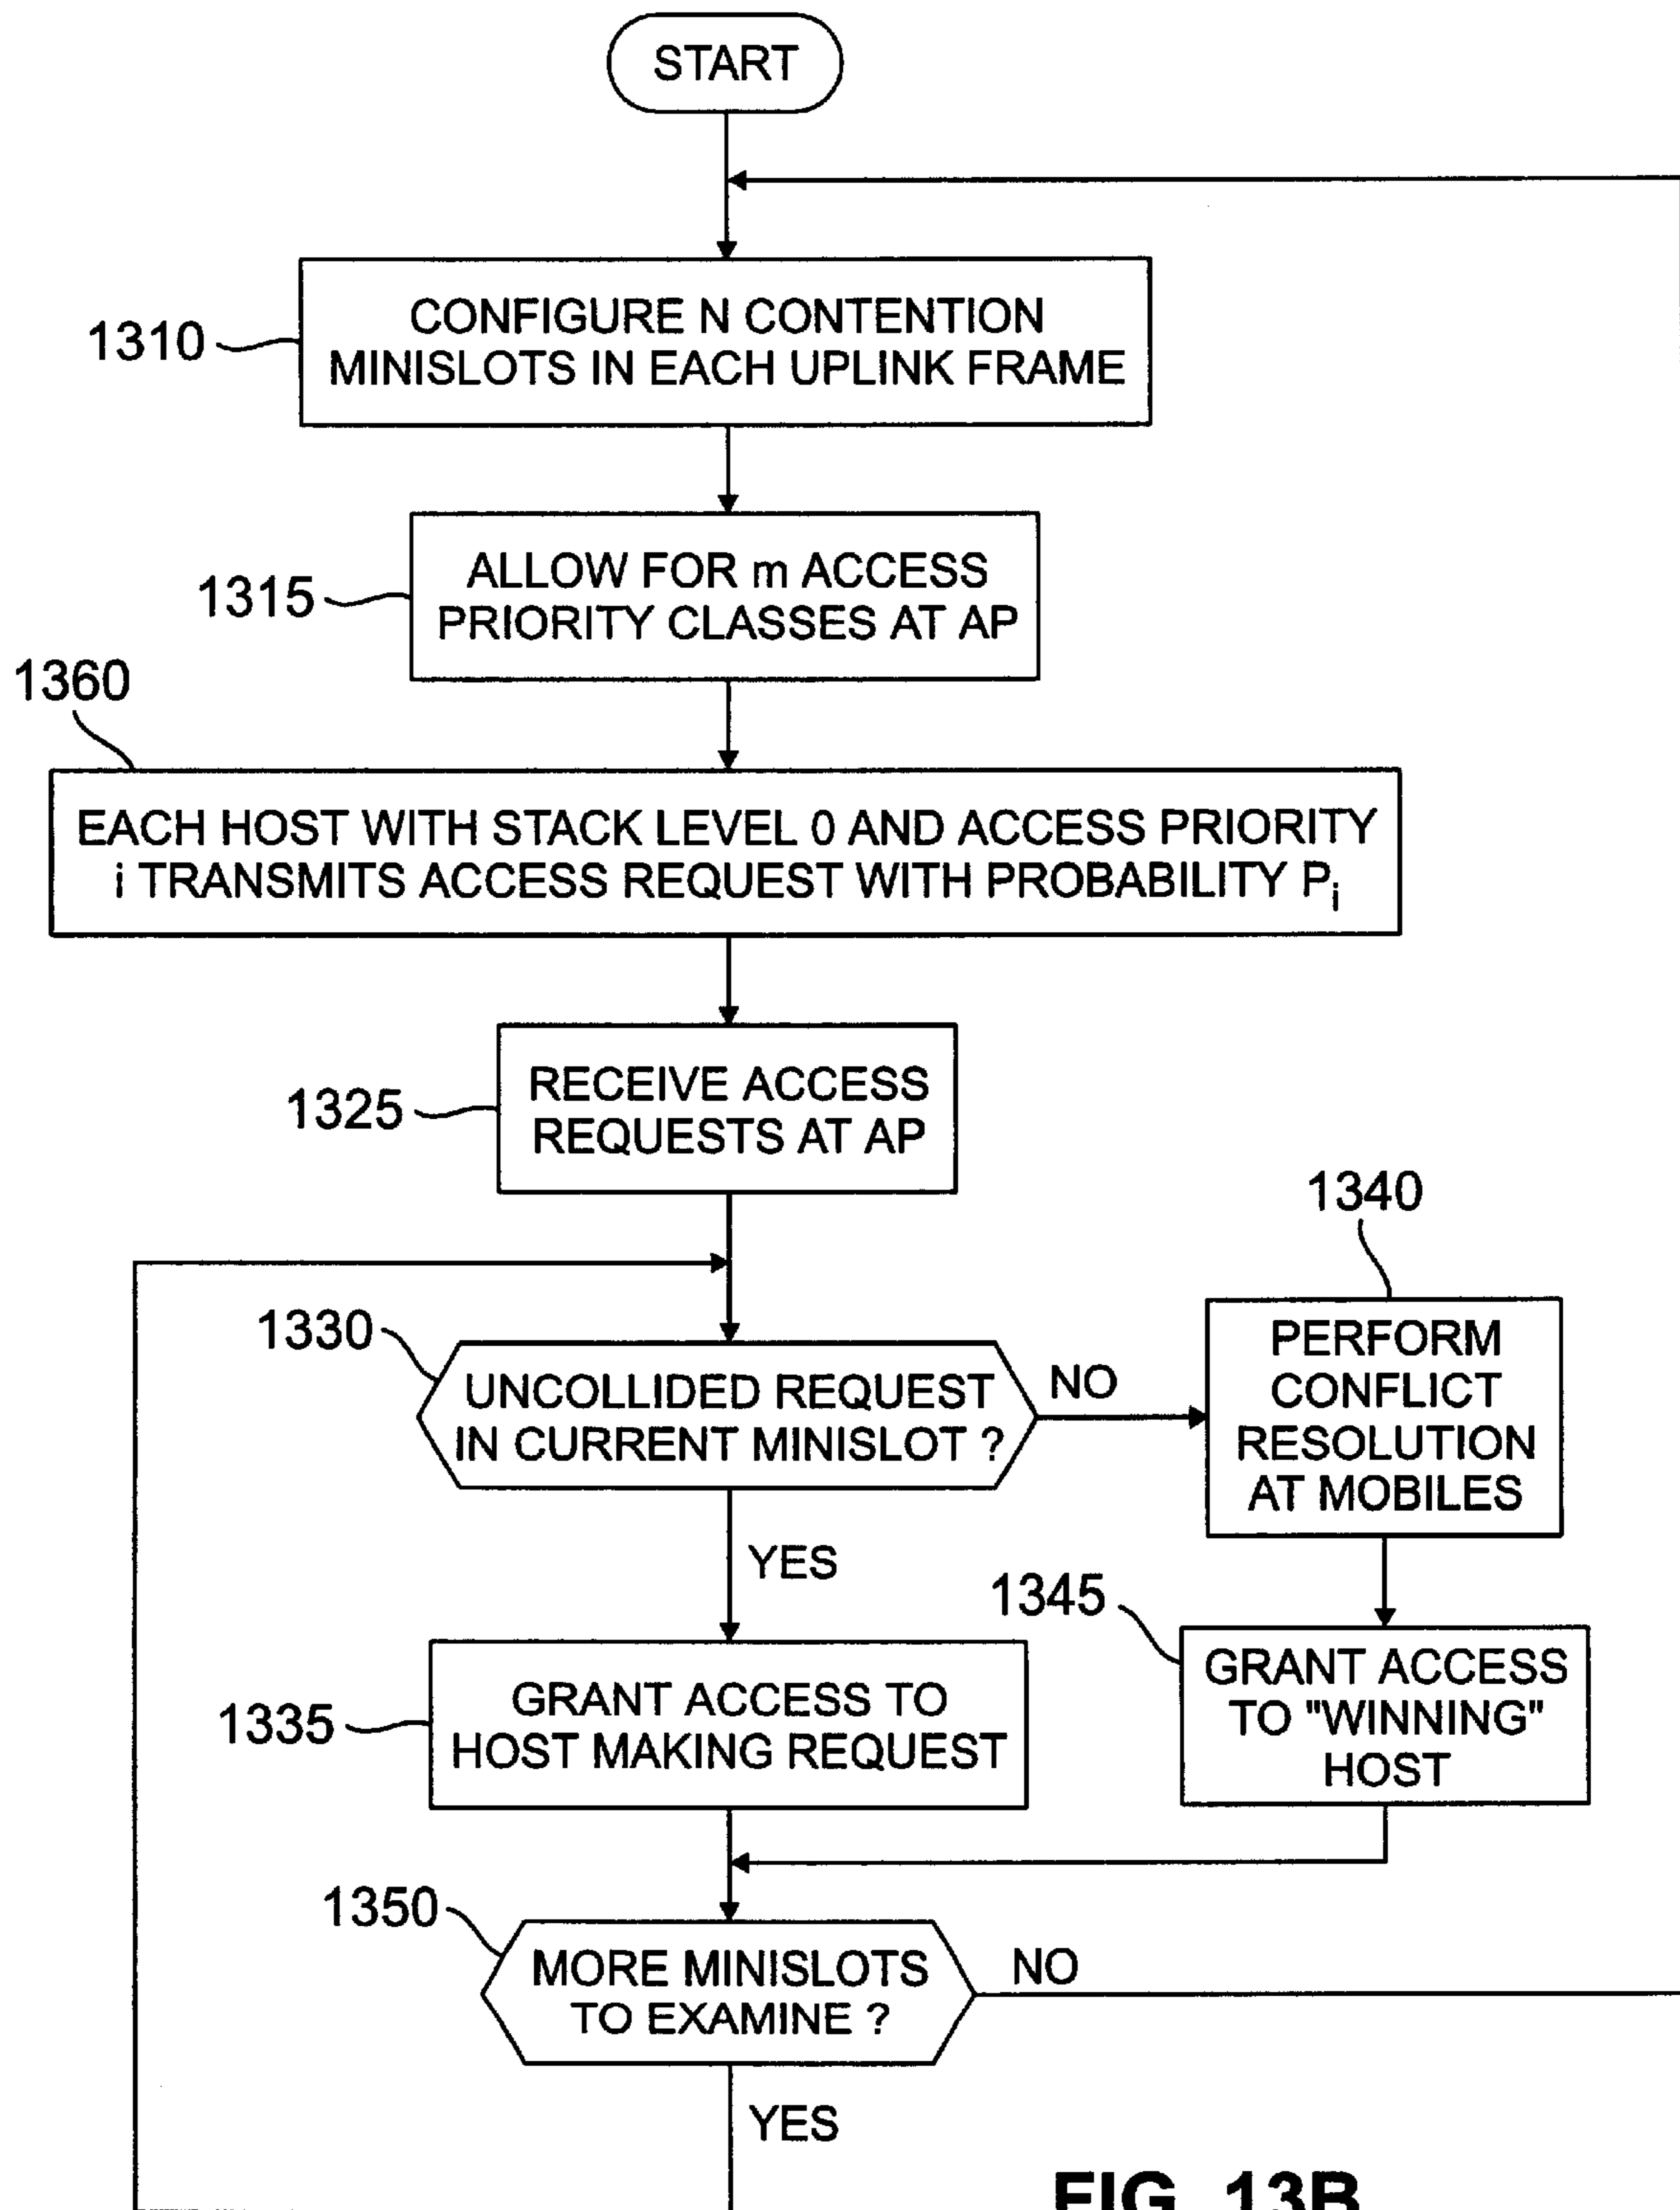 START
1310
CONFIGURE N CONTENTION
MINISLOTS IN EACH UPLINK FRAME
1315
ALLOW FOR m ACCESS
PRIORITY CLASSES AT AP
1360
EACH HOST WITH STACK LEVEL 0 AND ACCESS PRIORITY
i TRANSMITS ACCESS REQUEST WITH PROBABILITY Pi
1325
RECEIVE ACCESS
REQUESTS AT AP
1330
UNCOLLIDED REQUEST
IN CURRENT MINISLOT ?
NO
1340
PERFORM
CONFLICT
RESOLUTION
AT MOBILES
YES
1335
GRANT ACCESS TO
HOST MAKING REQUEST
1345
GRANT ACCESS
TO "WINNING"
HOST
1350
MORE MINISLOTS
TO EXAMINE ?
NO
YES
FIG. 13B